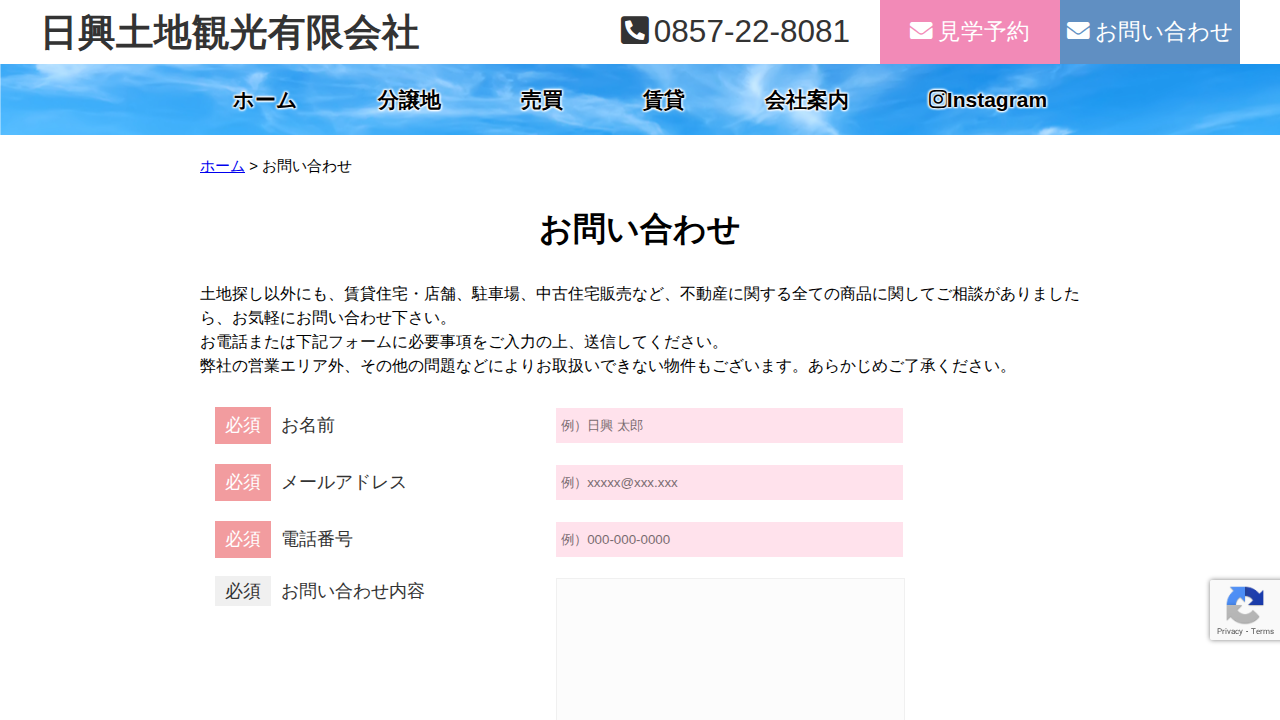 日興土地観光有限会社
0857-22-8081
見学予約
お問い合わせ
ホーム
分譲地
売買
賃貸
会社案内
Instagram
ホーム > お問い合わせ
お問い合わせ
土地探し以外にも、賃貸住宅・店舗、駐車場、中古住宅販売など、不動産に関する全ての商品に関してご相談がありました
ら、お気軽にお問い合わせ下さい。
お電話または下記フォームに必要事項をご入力の上、送信してください。
弊社の営業エリア外、その他の問題などによりお取扱いできない物件もございます。あらかじめご了承ください。
必須 お名前
例）日興 太郎
必須 メールアドレス
例）xxxxx@xxx.xxx
必須 電話番号
例）000-000-0000
必須 お問い合わせ内容
Privacy - Terms